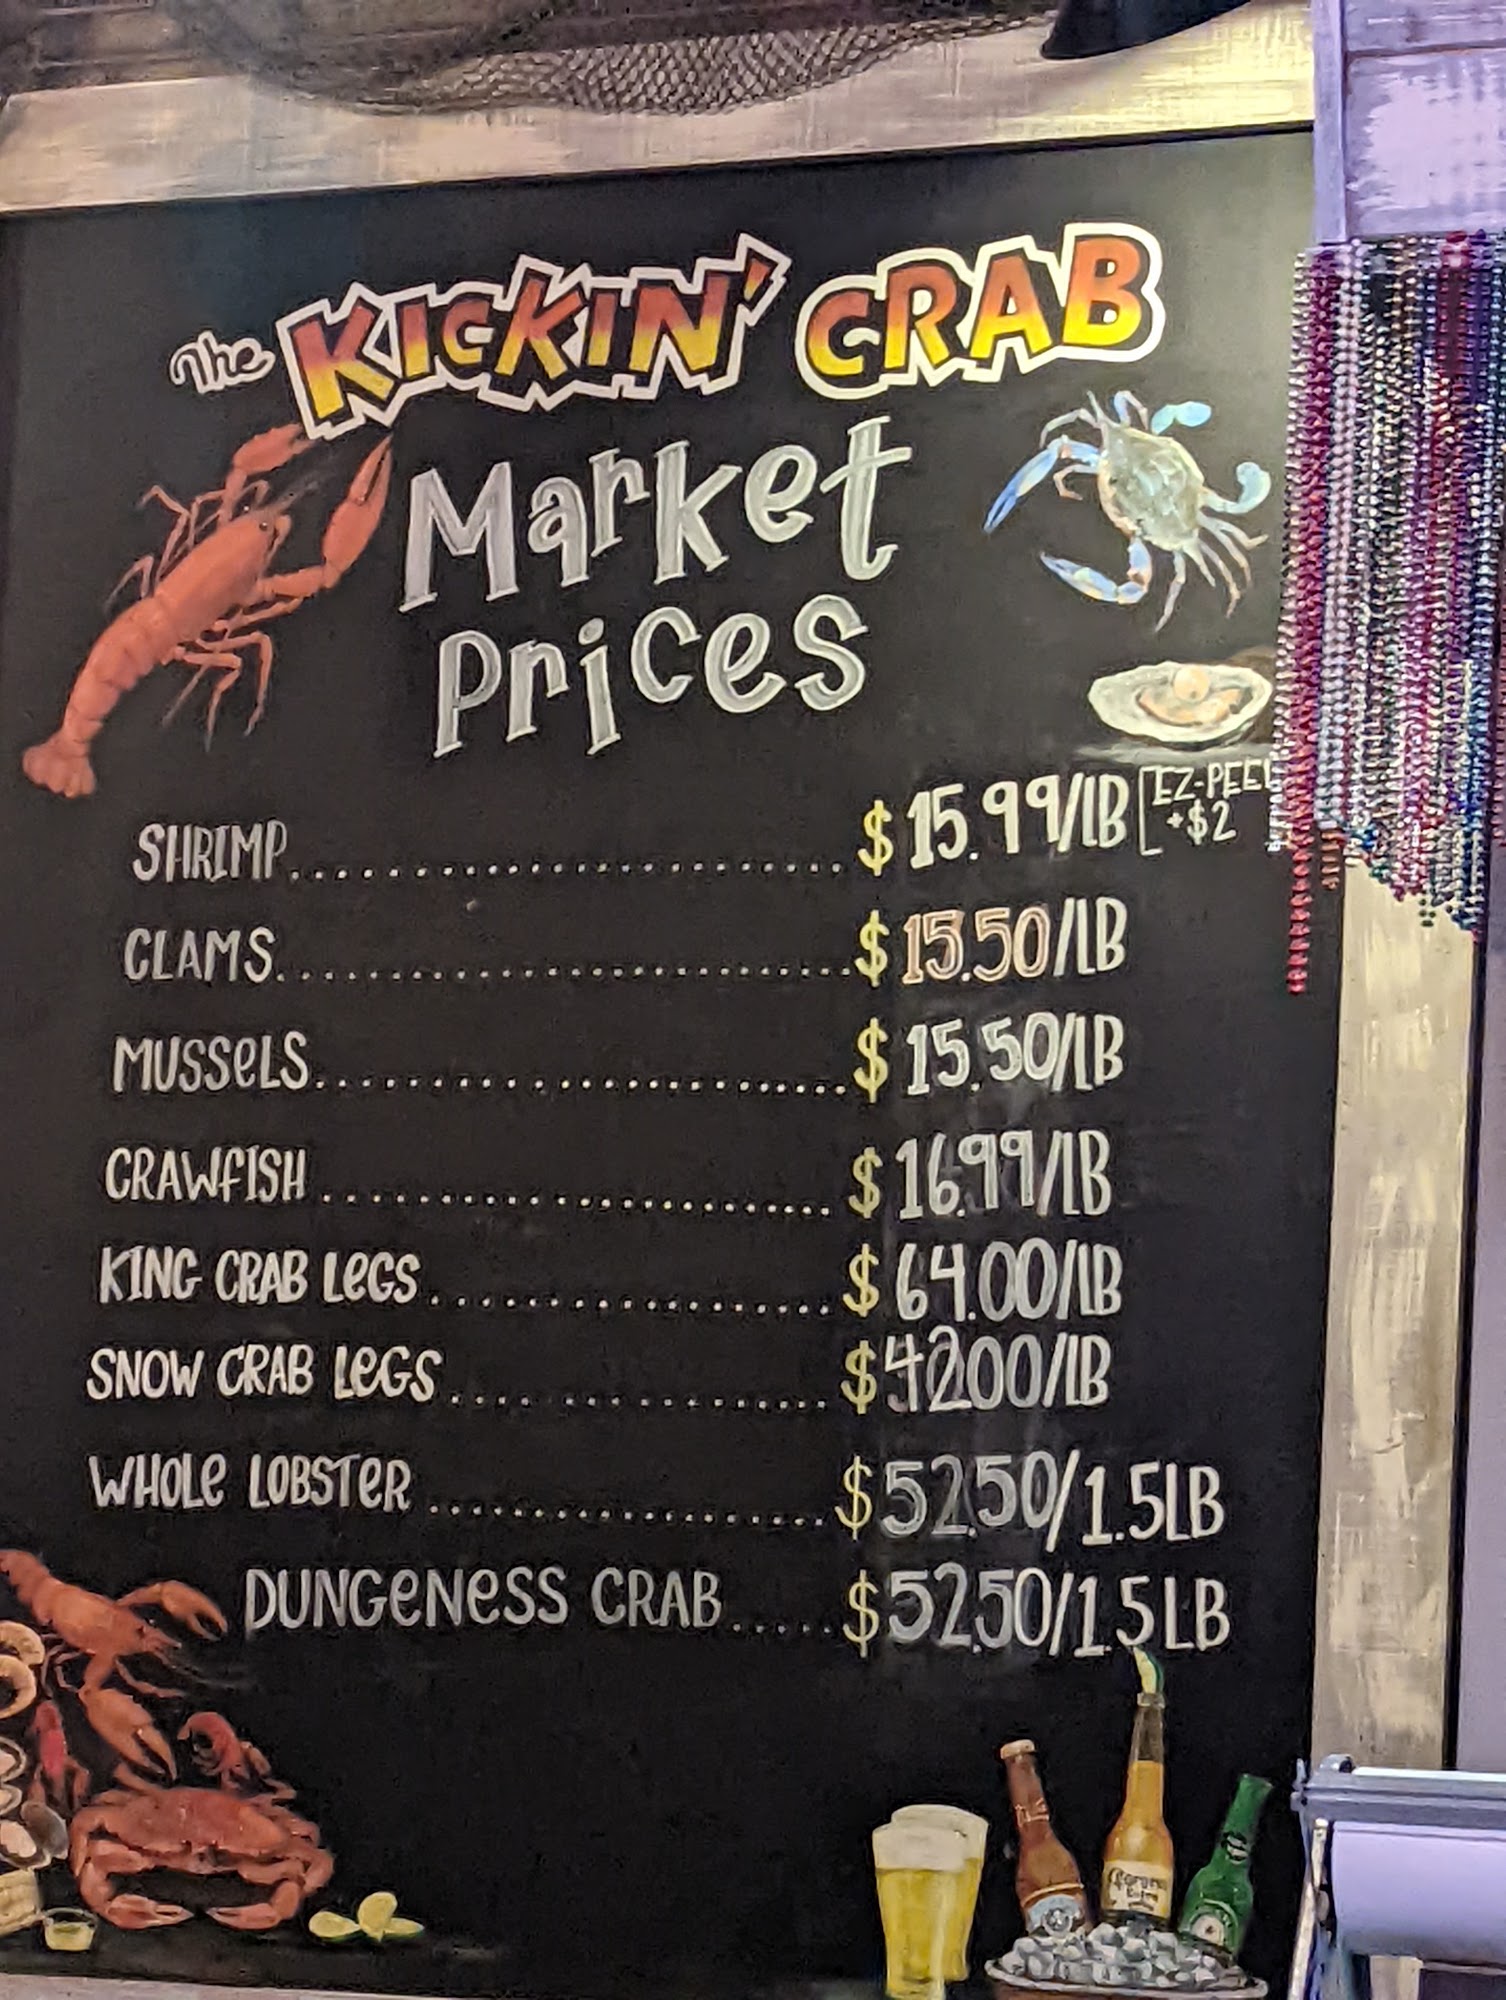 The KICKIN' CRAB
Market
Prices
SHRIMP..............................$ 15.99/LB [EZ-PEEL
+$2
CLAMS..............................$ 15.50/LB
MUSSELS..............................$ 15.50/LB
CRAWFISH..............................$ 16.99/LB
KING CRAB LEGS......................$ 64.00/LB
SNOW CRAB LEGS......................$ 42.00/LB
WHOLE LOBSTER......................$ 52.50/1.5LB
DUNGENESS CRAB.....$ 52.50/1.5LB
Corona
Extra